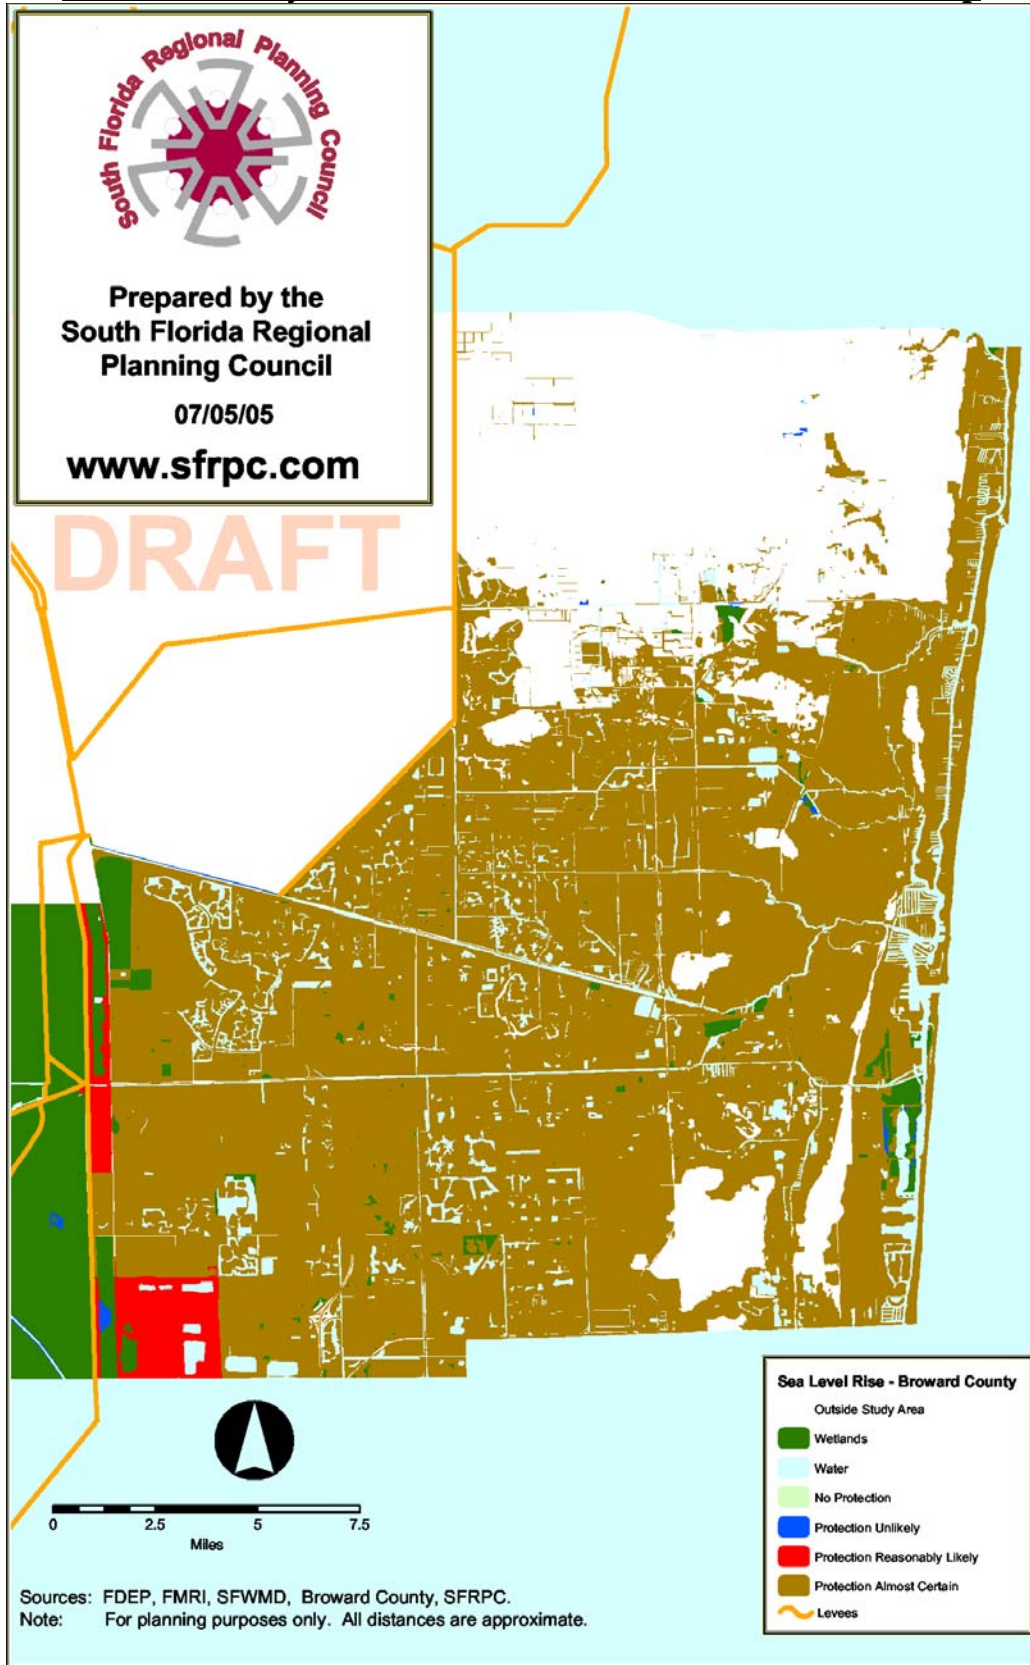 South Florida Regional Planning Council
Prepared by the
South Florida Regional
Planning Council
07/05/05
www.sfrpc.com
DRAFT
Sea Level Rise - Broward County
Outside Study Area
Wetlands
Water
No Protection
Protection Unlikely
Protection Reasonably Likely
Protection Almost Certain
Levees
0 2.5 5 7.5
Miles
Sources: FDEP, FMRI, SFWMD, Broward County, SFRPC.
Note: For planning purposes only. All distances are approximate.